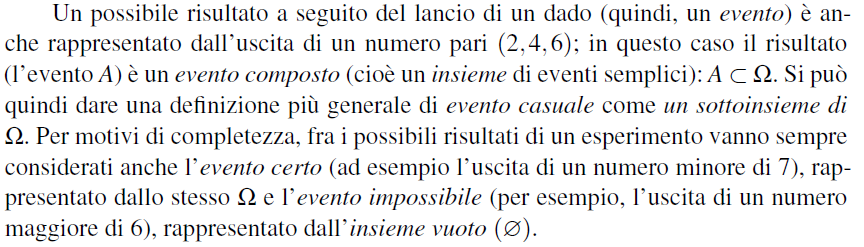 Un possibile risultato a seguito del lancio di un dado (quindi, un evento) è an-
che rappresentato dall'uscita di un numero pari (2,4,6); in questo caso il risultato
(l'evento A) è un evento composto (cioè un insieme di eventi semplici): A ⊂ Ω. Si può
quindi dare una definizione più generale di evento casuale come un sottoinsieme di
Ω. Per motivi di completezza, fra i possibili risultati di un esperimento vanno sempre
considerati anche l'evento certo (ad esempio l'uscita di un numero minore di 7), rap-
presentato dallo stesso Ω e l'evento impossibile (per esempio, l'uscita di un numero
maggiore di 6), rappresentato dall'insieme vuoto (∅).